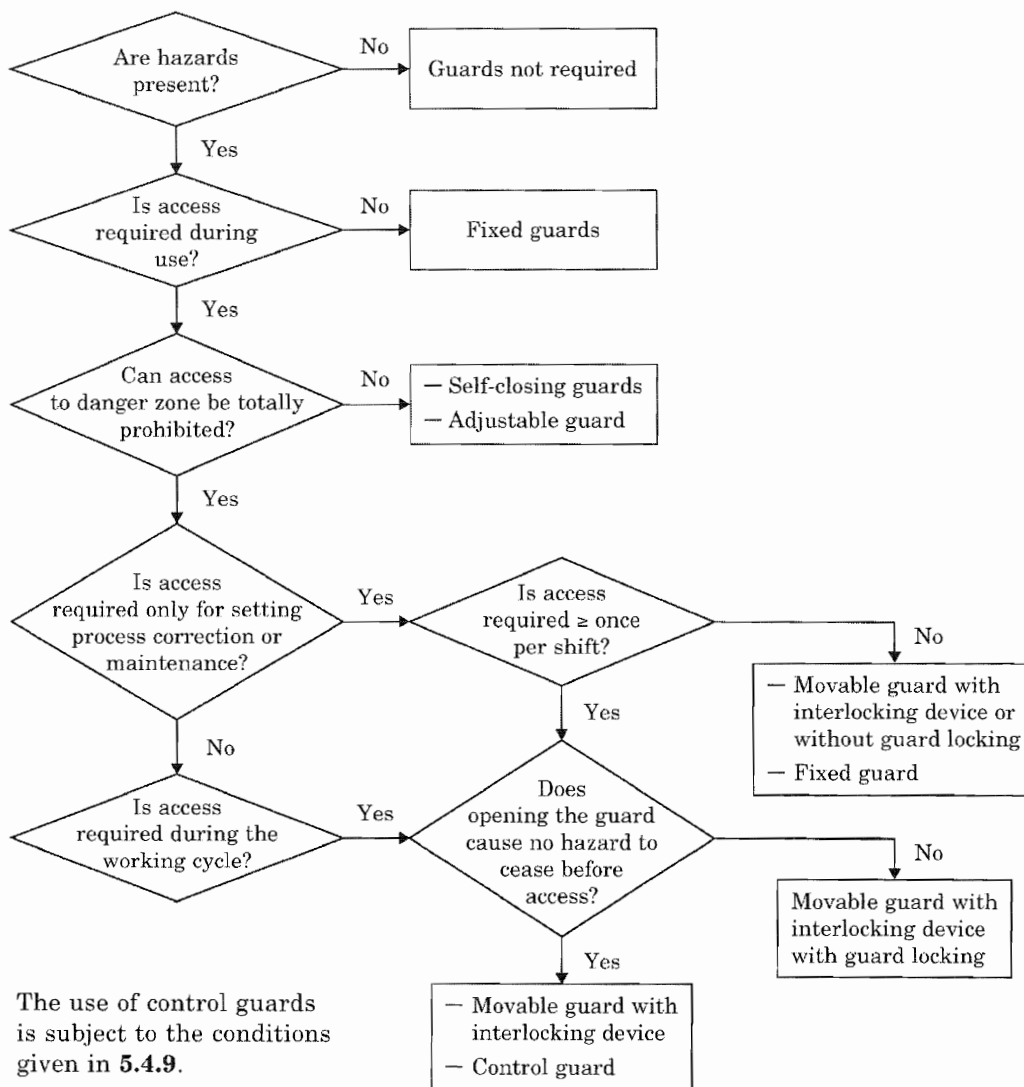 Are hazards
present?
No
Guards not required
Yes
Is access
required during
use?
No
Fixed guards
Yes
Can access
to danger zone be totally
prohibited?
No
— Self-closing guards
— Adjustable guard
Yes
Is access
required only for setting
process correction or
maintenance?
Yes
Is access
required ≥ once
per shift?
No
— Movable guard with
interlocking device or
without guard locking
— Fixed guard
Yes
No
Is access
required during the
working cycle?
Yes
Does
opening the guard
cause no hazard to
cease before
access?
No
Movable guard with
interlocking device
with guard locking
Yes
— Movable guard with
interlocking device
— Control guard
The use of control guards
is subject to the conditions
given in 5.4.9.